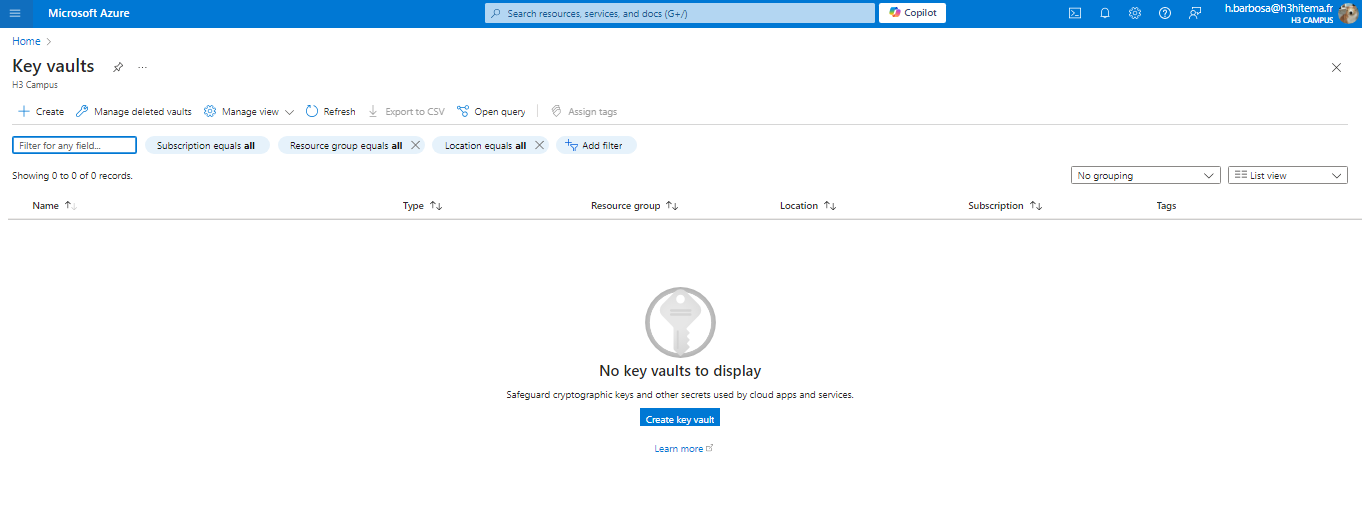 Microsoft Azure
Search resources, services, and docs (G+/)
Copilot
h.barbosa@h3hitema.fr
H3 CAMPUS
Home
Key vaults
...
H3 Campus
Create
Manage deleted vaults
Manage view
Refresh
Export to CSV
Open query
Assign tags
Filter for any field...
Subscription equals all
Resource group equals all
Location equals all
Add filter
Showing 0 to 0 of 0 records.
No grouping
List view
Name
Type
Resource group
Location
Subscription
Tags
No key vaults to display
Safeguard cryptographic keys and other secrets used by cloud apps and services.
Create key vault
Learn more